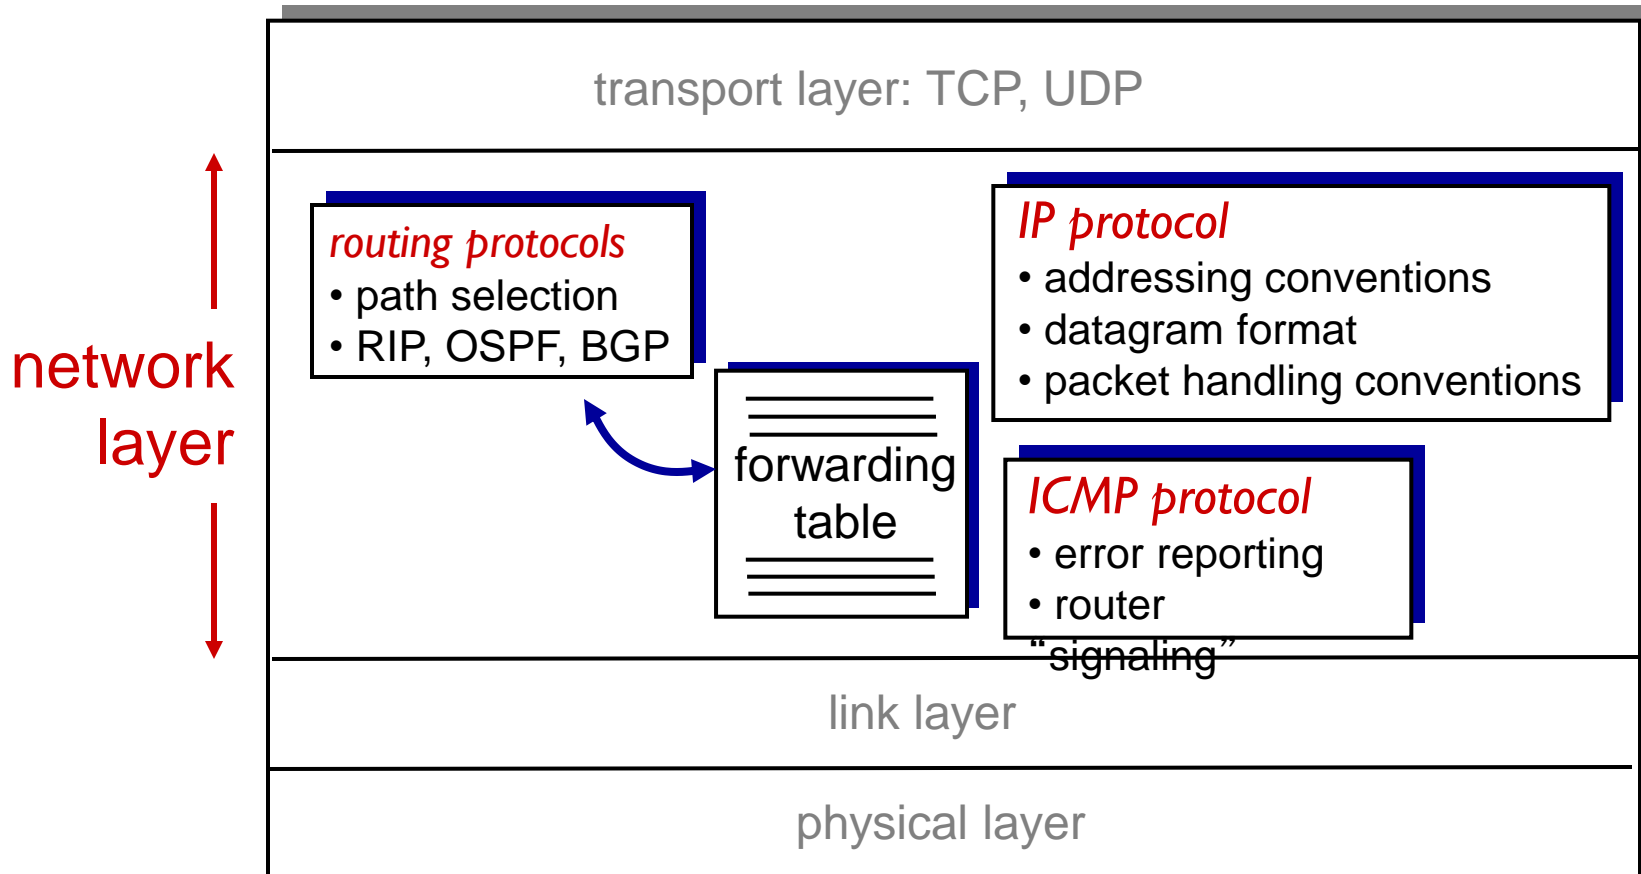 transport layer: TCP, UDP
network
layer
routing protocols
• path selection
• RIP, OSPF, BGP
forwarding
table
IP protocol
• addressing conventions
• datagram format
• packet handling conventions
ICMP protocol
• error reporting
• router
“signaling”
link layer
physical layer